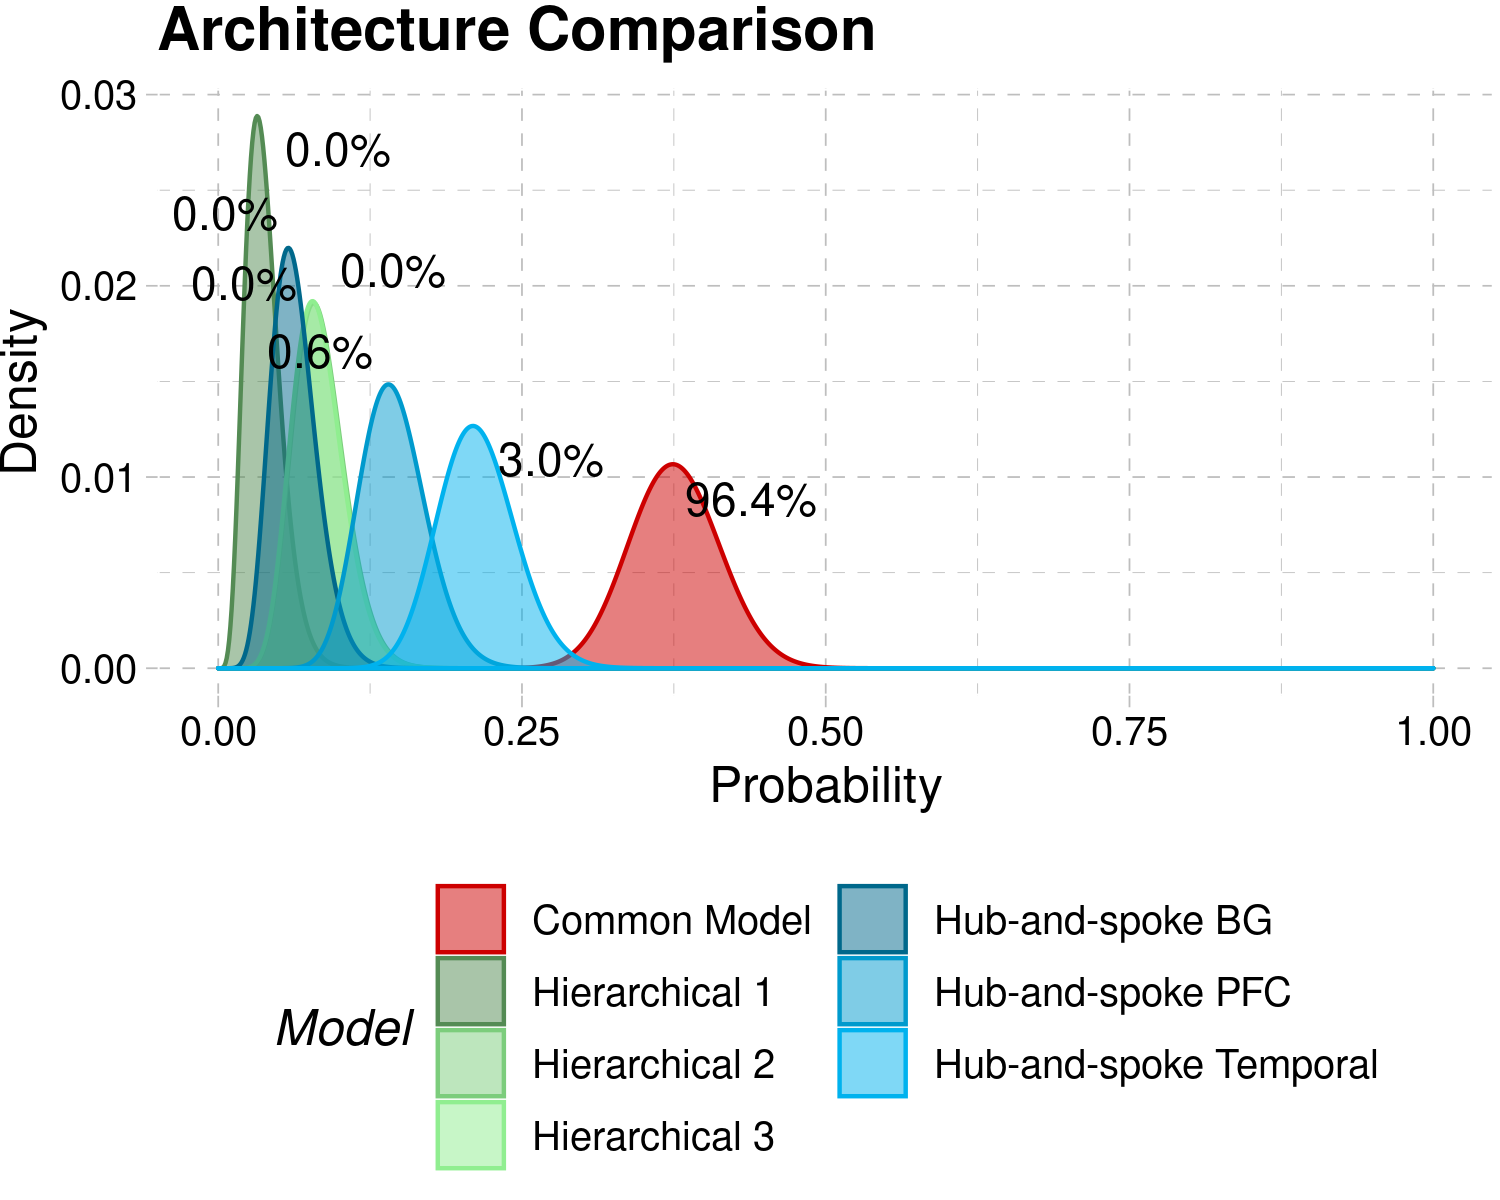 Architecture Comparison
0.03
0.02
0.01
0.00
Density
0.0%
0.0%
0.0%
0.0%
0.6%
3.0%
96.4%
0.00 0.25 0.50 0.75 1.00
Probability
Model
Common Model
Hierarchical 1
Hierarchical 2
Hierarchical 3
Hub-and-spoke BG
Hub-and-spoke PFC
Hub-and-spoke Temporal